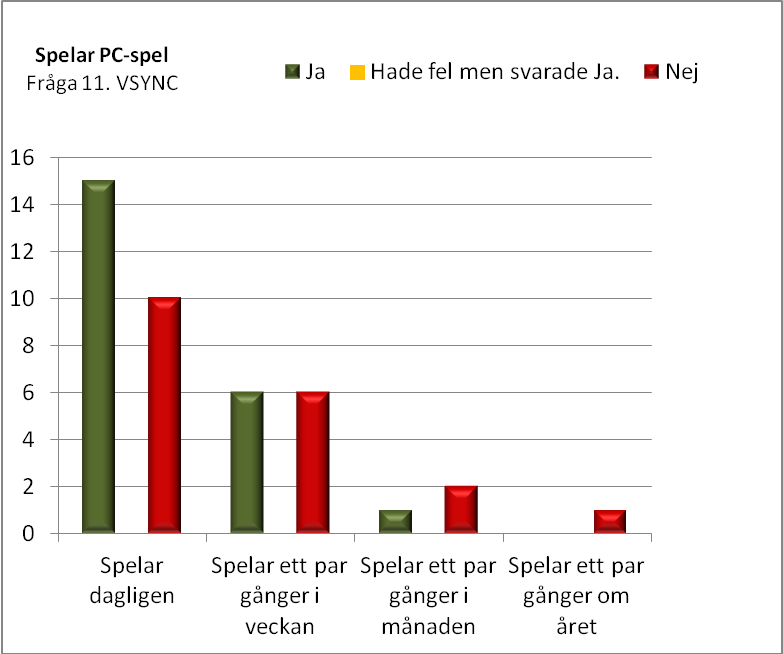 Spelar PC-spel
Fråga 11. VSYNC
Ja
Hade fel men svarade Ja.
Nej
16
14
12
10
8
6
4
2
0
Spelar dagligen
Spelar ett par gånger i veckan
Spelar ett par gånger i månaden
Spelar ett par gånger om året